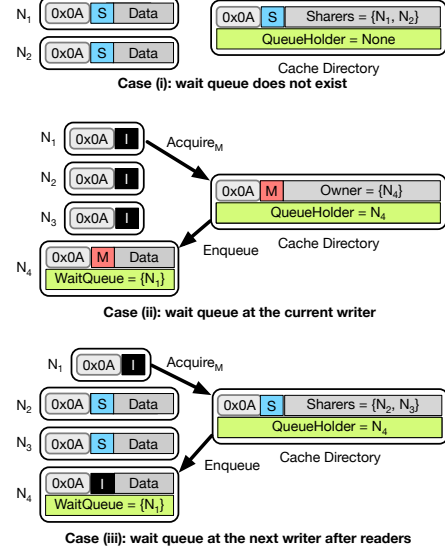 N1 0x0A S Data
0x0A S Sharers = {N1, N2}
N2 0x0A S Data
QueueHolder = None
Cache Directory
Case (i): wait queue does not exist
N1 0x0A I
AcquireM
N2 0x0A I
0x0A M Owner = {N4}
N3 0x0A I
QueueHolder = N4
Cache Directory
Enqueue
N4 0x0A M Data
WaitQueue = {N1}
Case (ii): wait queue at the current writer
N1 0x0A I
AcquireM
N2 0x0A S Data
0x0A S Sharers = {N2, N3}
N3 0x0A S Data
QueueHolder = N4
Cache Directory
Enqueue
N4 0x0A I Data
WaitQueue = {N1}
Case (iii): wait queue at the next writer after readers